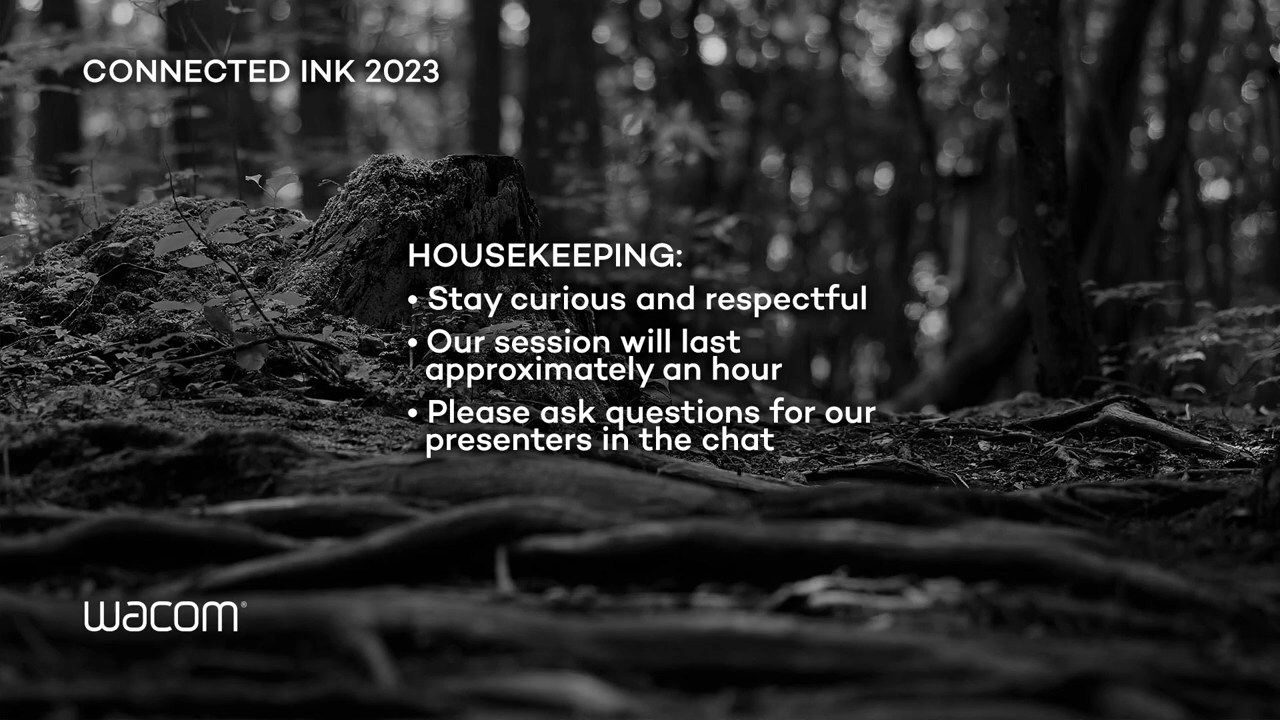 CONNECTED INK 2023
HOUSEKEEPING:
• Stay curious and respectful
• Our session will last
approximately an hour
• Please ask questions for our
presenters in the chat
wacom®